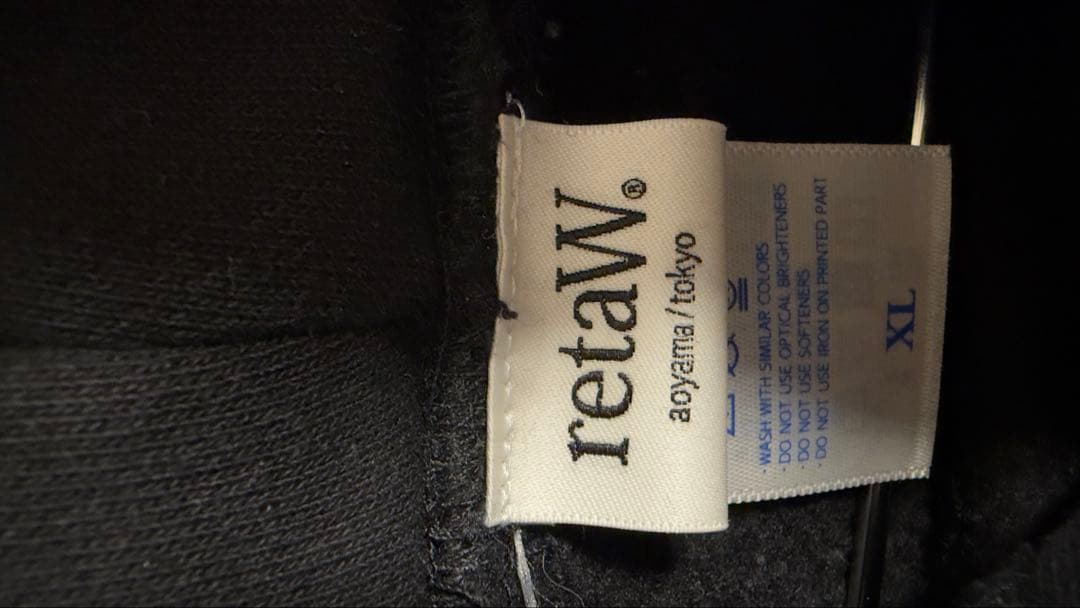 retaW®
aoyama/tokyo
· WASH WITH SIMILAR COLORS
· DO NOT USE OPTICAL BRIGHTENERS
· DO NOT USE SOFTENERS
· DO NOT USE IRON ON PRINTED PART
XL